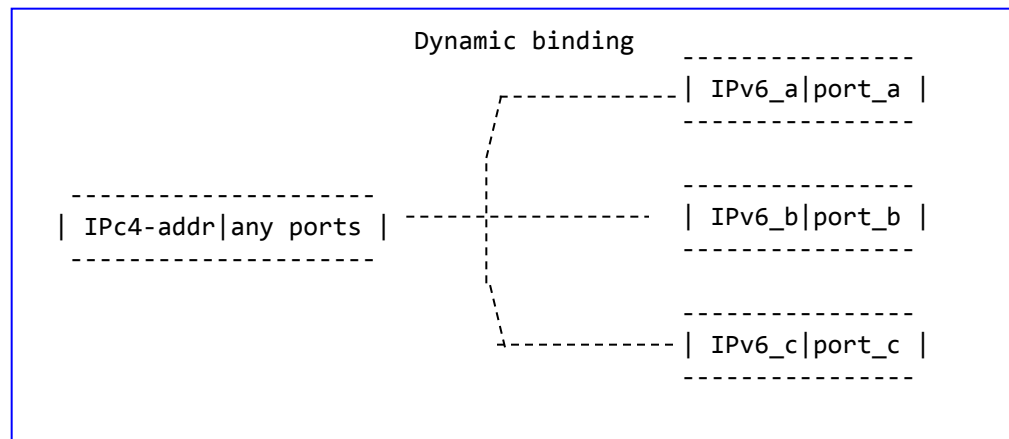 Dynamic binding
| IPv6_a|port_a |
| IPc4-addr|any ports |
| IPv6_b|port_b |
| IPv6_c|port_c |